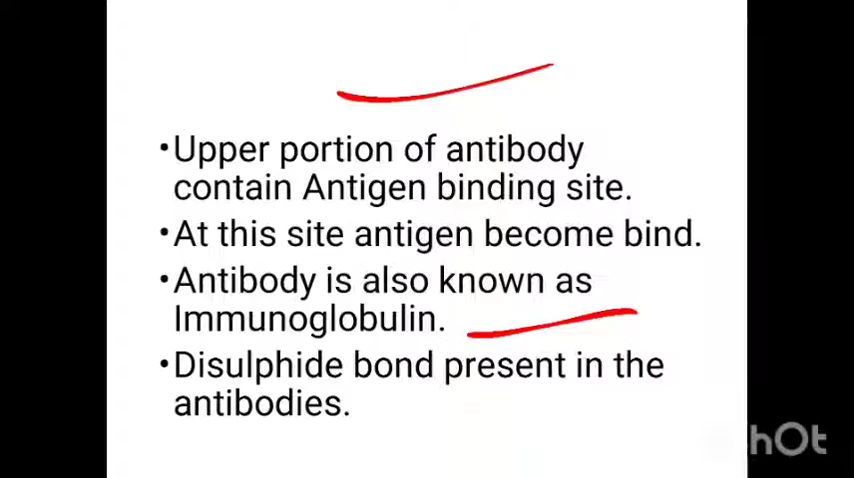 •Upper portion of antibody
contain Antigen binding site.
•At this site antigen become bind.
•Antibody is also known as
Immunoglobulin.
•Disulphide bond present in the
antibodies.
hOt